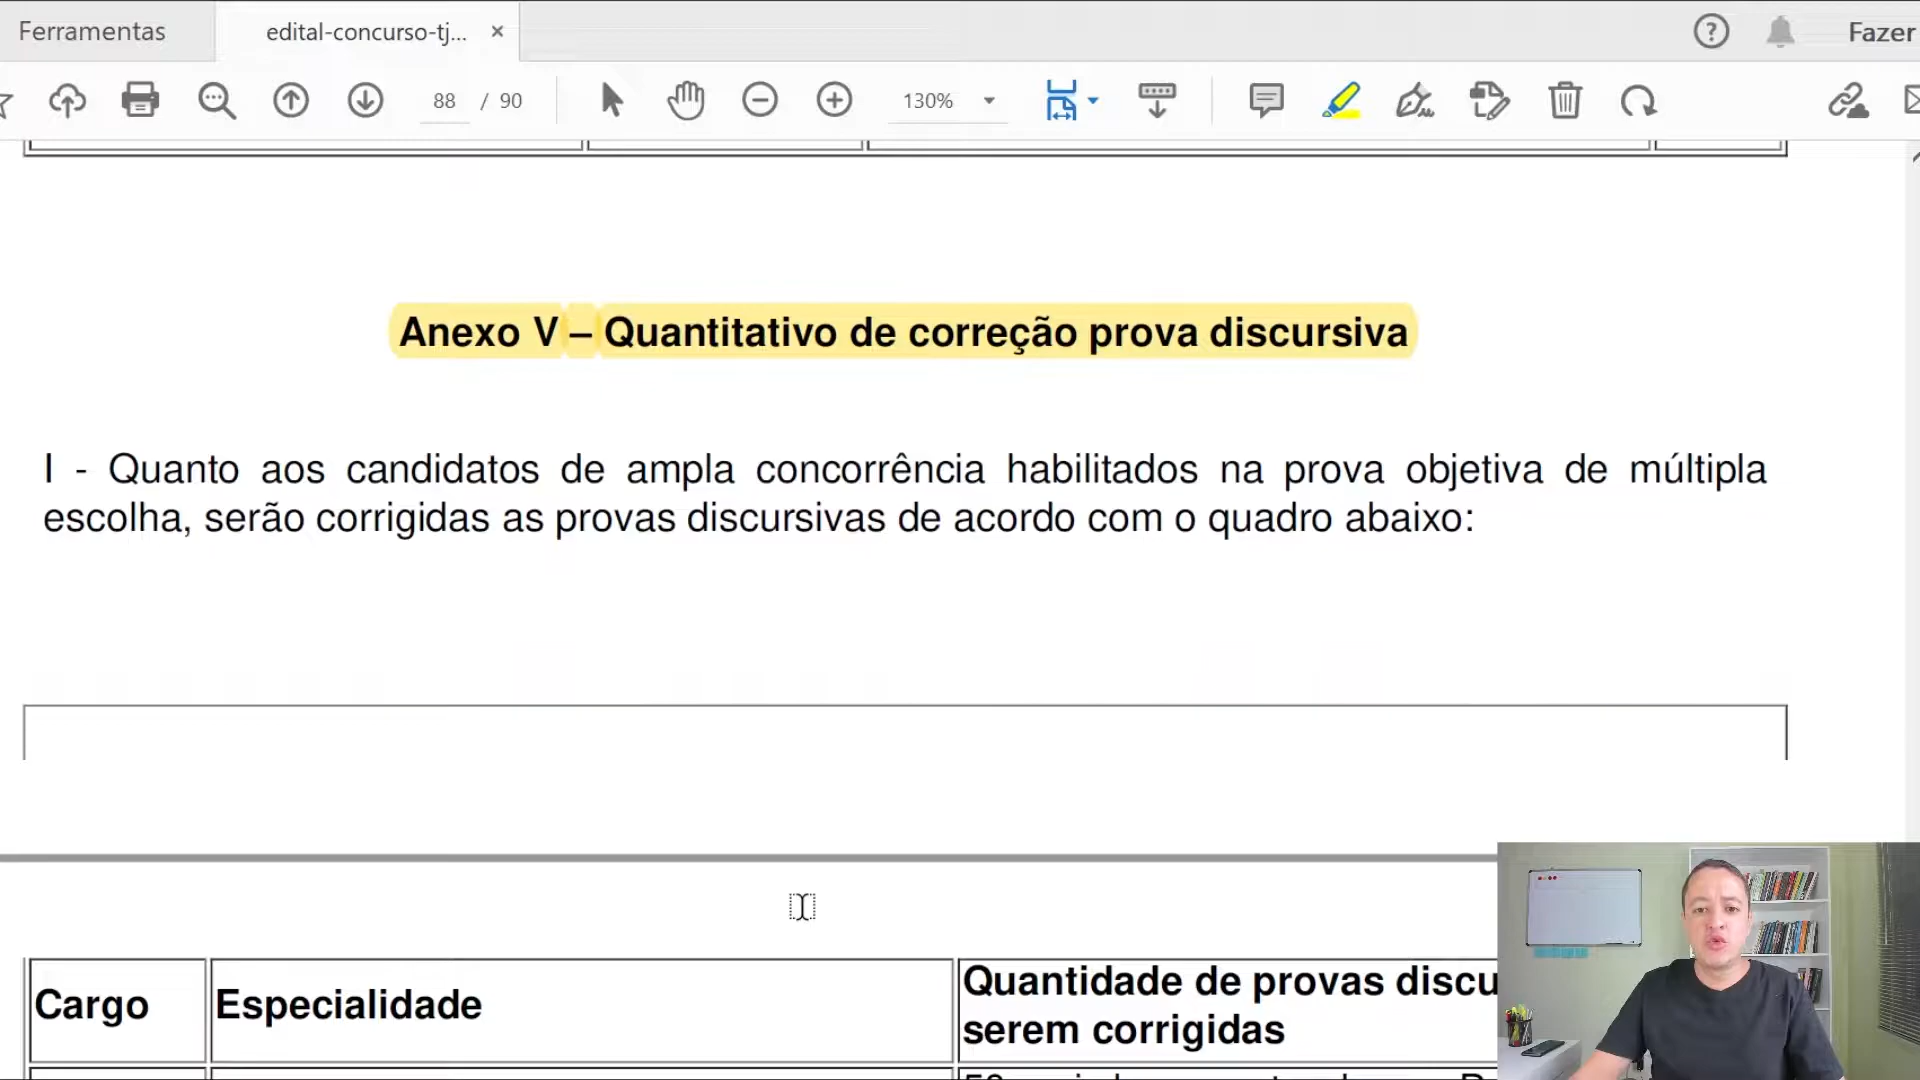 Ferramentas
edital-concurso-tj...
Fazer
88 / 90
130%
Anexo V – Quantitativo de correção prova discursiva
I - Quanto aos candidatos de ampla concorrência habilitados na prova objetiva de múltipla
escolha, serão corrigidas as provas discursivas de acordo com o quadro abaixo:
Cargo
Especialidade
Quantidade de provas discu
serem corrigidas